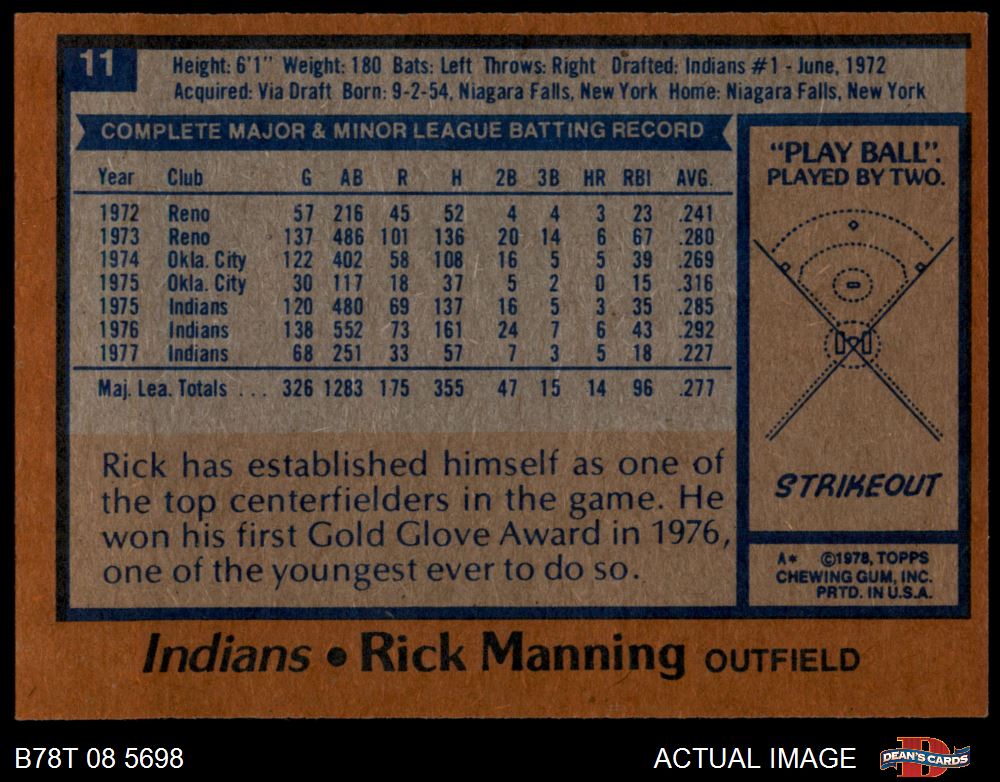 11
Height: 6'1" Weight: 180 Bats: Left Throws: Right Drafted: Indians #1 - June, 1972
Acquired: Via Draft Born: 9-2-54, Niagara Falls, New York Home: Niagara Falls, New York
COMPLETE MAJOR & MINOR LEAGUE BATTING RECORD
Year Club G AB R H 2B 3B HR RBI AVG.
1972 Reno 57 216 45 52 4 4 3 23 .241
1973 Reno 137 486 101 136 20 14 6 67 .280
1974 Okla. City 122 402 58 108 16 5 5 39 .269
1975 Okla. City 30 117 18 37 5 2 0 15 .316
1975 Indians 120 480 69 137 16 5 3 35 .285
1976 Indians 138 552 73 161 24 7 6 43 .292
1977 Indians 68 251 33 57 7 3 5 18 .227
Maj. Lea. Totals ... 326 1283 175 355 47 15 14 96 .277
Rick has established himself as one of
the top centerfielders in the game. He
won his first Gold Glove Award in 1976,
one of the youngest ever to do so.
"PLAY BALL".
PLAYED BY TWO.
STRIKEOUT
A* ©1978, TOPPS
CHEWING GUM, INC.
PRTD. IN U.S.A.
Indians • Rick Manning OUTFIELD
B78T 08 5698
ACTUAL IMAGE
DEAN'S CARDS